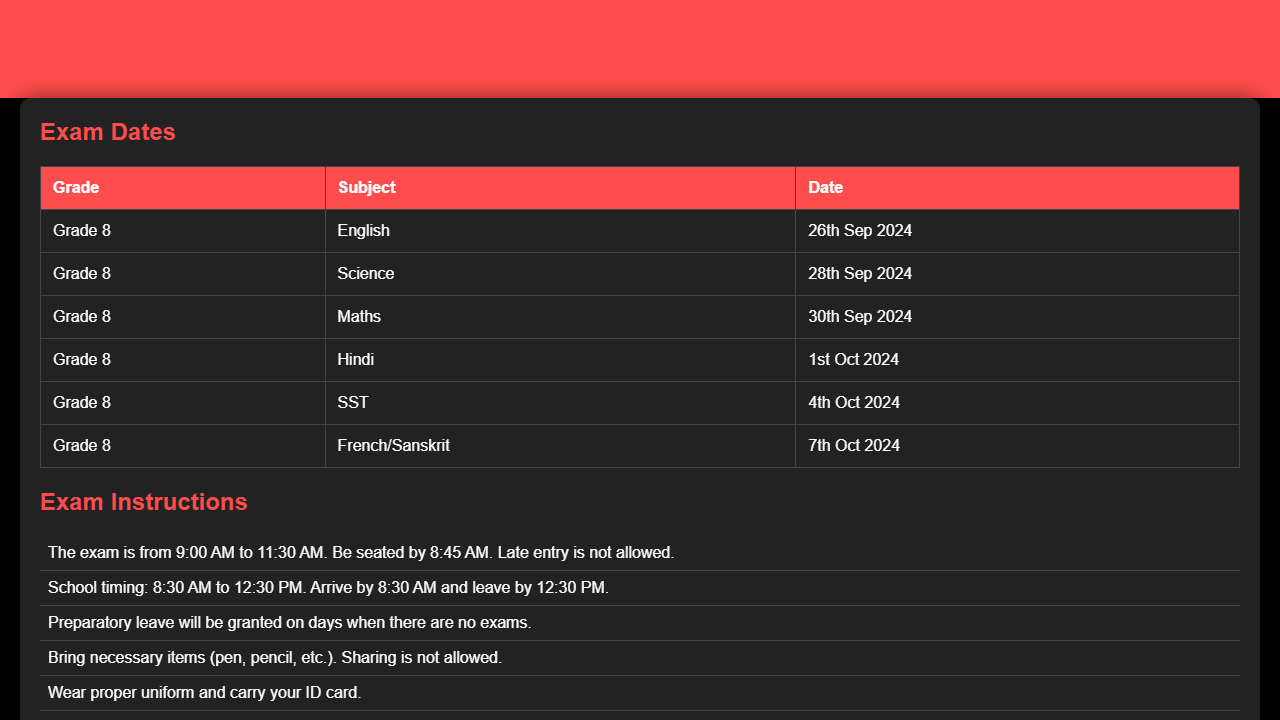 Exam Dates
Grade Subject Date
Grade 8 English 26th Sep 2024
Grade 8 Science 28th Sep 2024
Grade 8 Maths 30th Sep 2024
Grade 8 Hindi 1st Oct 2024
Grade 8 SST 4th Oct 2024
Grade 8 French/Sanskrit 7th Oct 2024
Exam Instructions
The exam is from 9:00 AM to 11:30 AM. Be seated by 8:45 AM. Late entry is not allowed.
School timing: 8:30 AM to 12:30 PM. Arrive by 8:30 AM and leave by 12:30 PM.
Preparatory leave will be granted on days when there are no exams.
Bring necessary items (pen, pencil, etc.). Sharing is not allowed.
Wear proper uniform and carry your ID card.